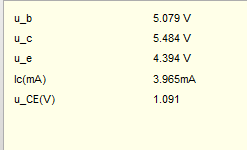 u_b 5.079 V
u_c 5.484 V
u_e 4.394 V
Ic(mA) 3.965mA
u_CE(V) 1.091